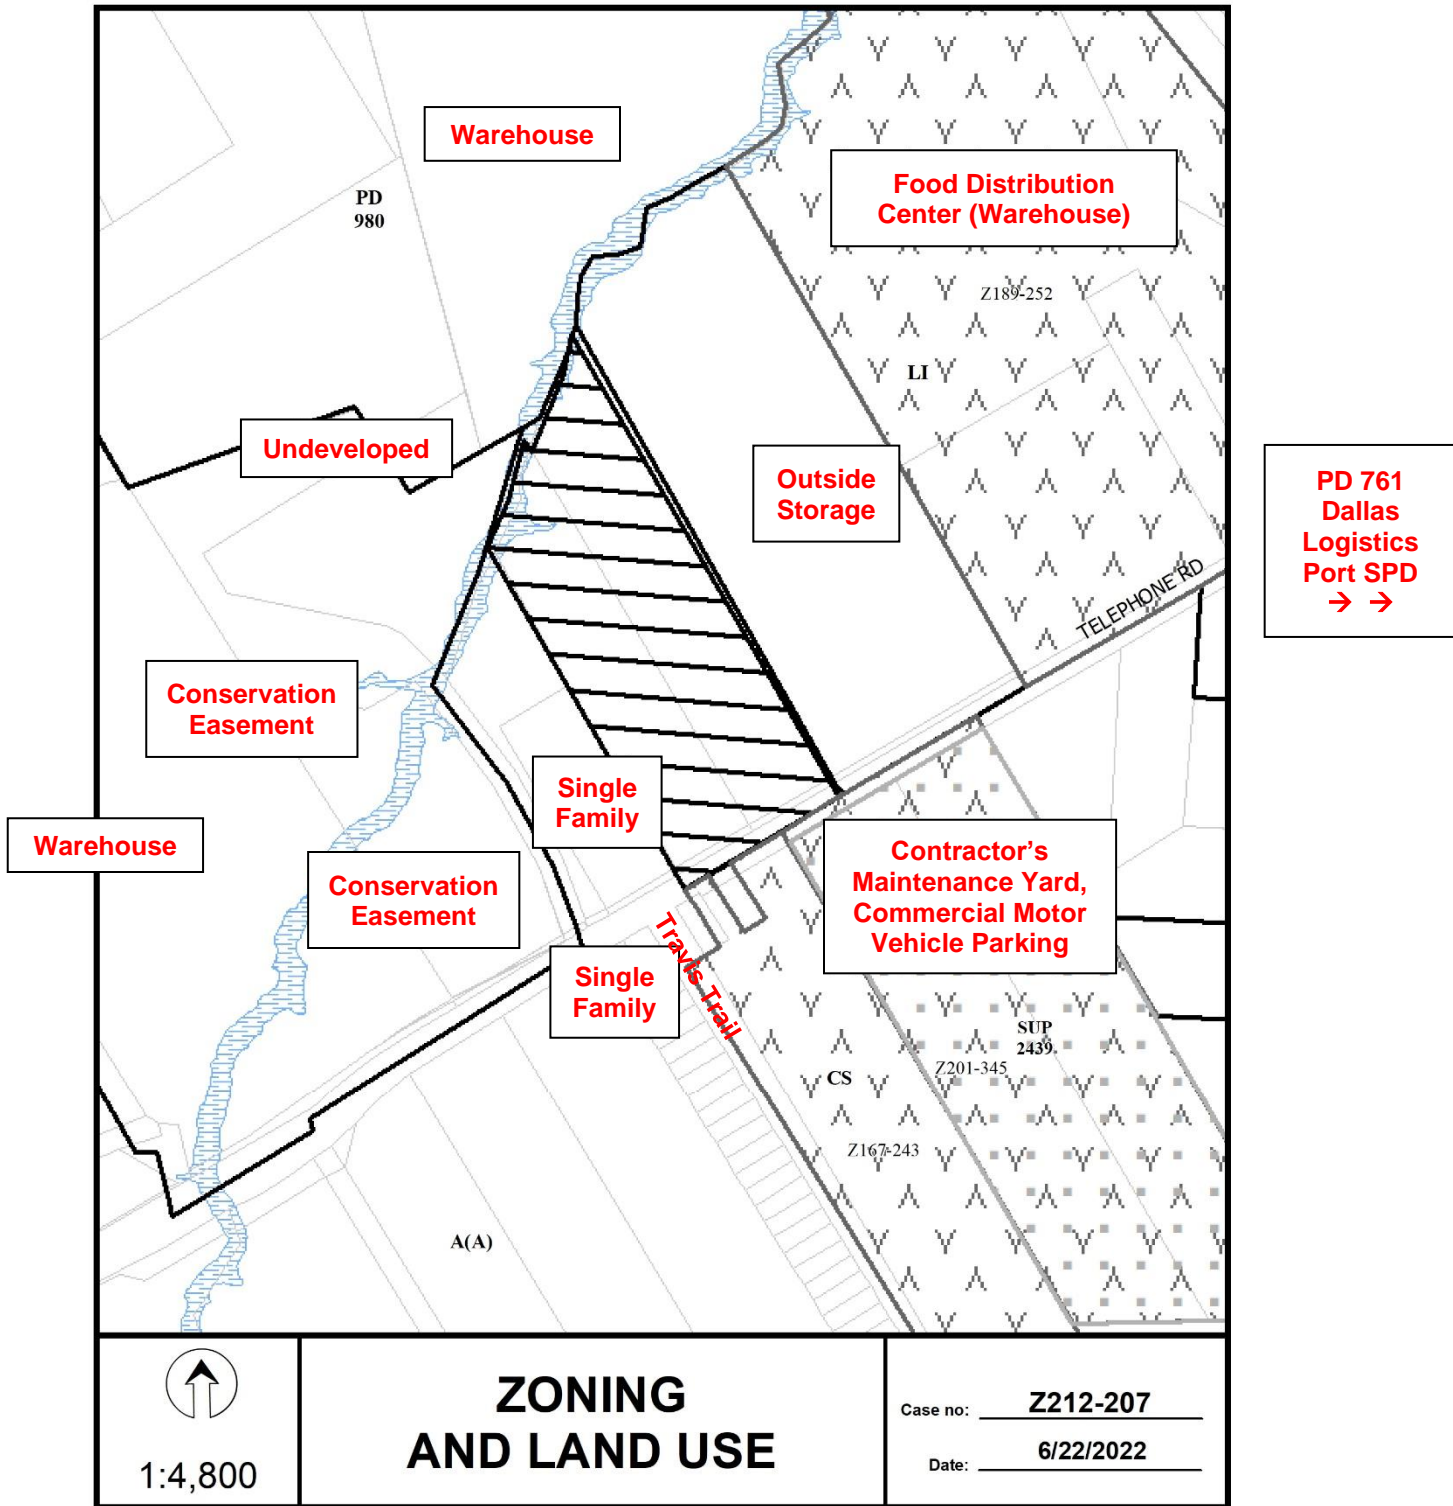 Warehouse
Food Distribution
Center (Warehouse)
PD
980
Z189-252
LI
Undeveloped
Outside
Storage
PD 761
Dallas
Logistics
Port SPD
→ →
TELEPHONE RD
Conservation
Easement
Single
Family
Warehouse
Contractor’s
Maintenance Yard,
Commercial Motor
Vehicle Parking
Conservation
Easement
Travis Trail
Single
Family
SUP
2439
Z201-345
CS
Z167-243
A(A)
1:4,800
ZONING
AND LAND USE
Case no: Z212-207
Date: 6/22/2022